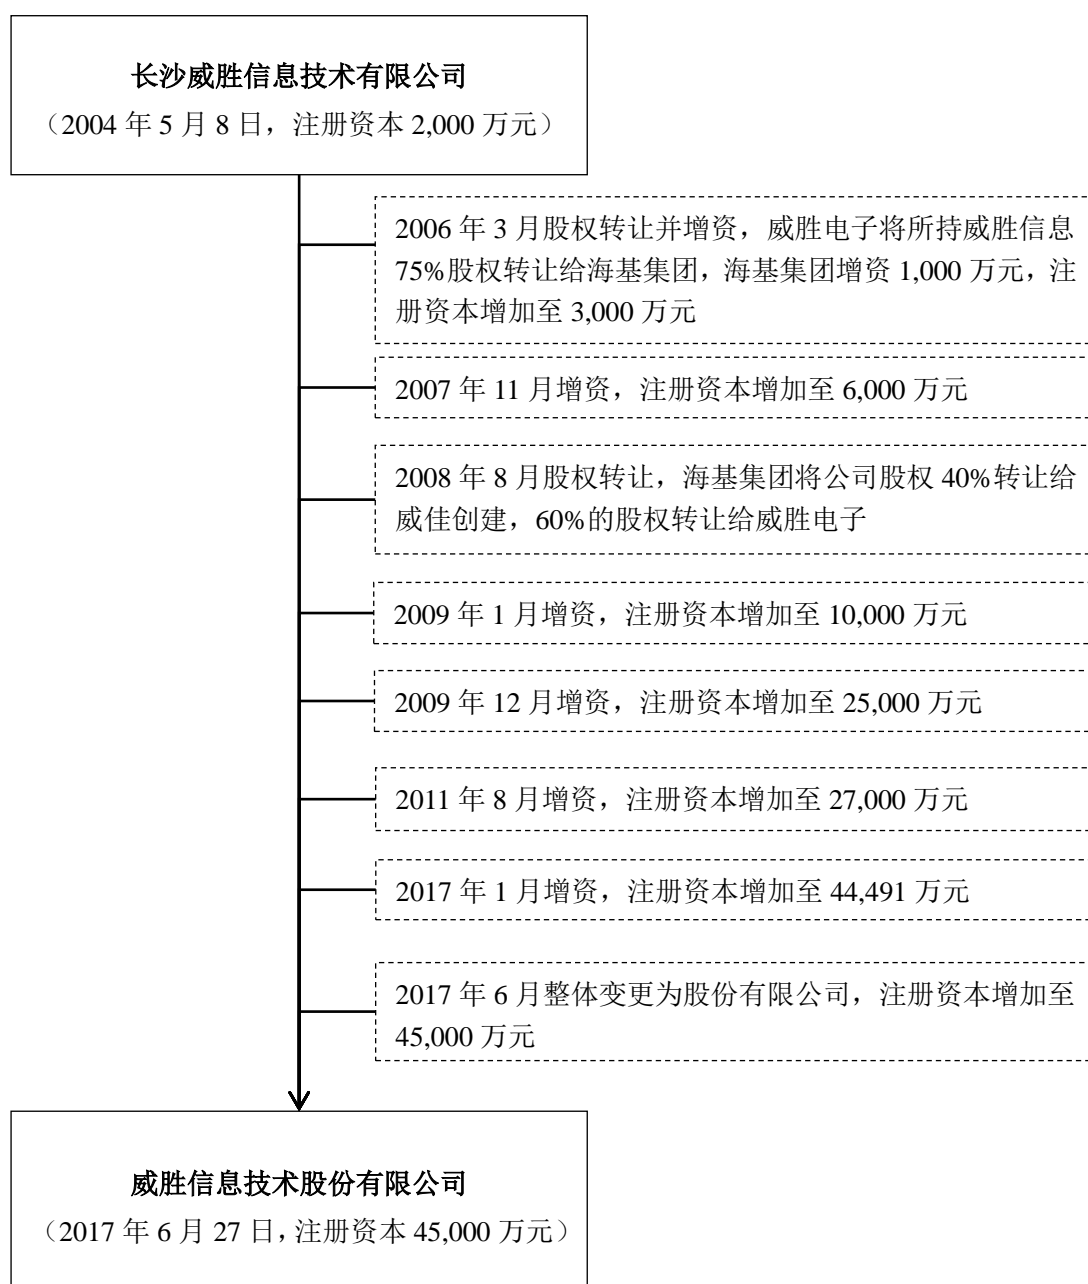 长沙威胜信息技术有限公司
（2004 年 5 月 8 日，注册资本 2,000 万元）
2006 年 3 月股权转让并增资，威胜电子将所持威胜信息
75%股权转让给海基集团，海基集团增资 1,000 万元，注
册资本增加至 3,000 万元
2007 年 11 月增资，注册资本增加至 6,000 万元
2008 年 8 月股权转让，海基集团将公司股权 40%转让给
威佳创建，60%的股权转让给威胜电子
2009 年 1 月增资，注册资本增加至 10,000 万元
2009 年 12 月增资，注册资本增加至 25,000 万元
2011 年 8 月增资，注册资本增加至 27,000 万元
2017 年 1 月增资，注册资本增加至 44,491 万元
2017 年 6 月整体变更为股份有限公司，注册资本增加至
45,000 万元
威胜信息技术股份有限公司
（2017 年 6 月 27 日，注册资本 45,000 万元）